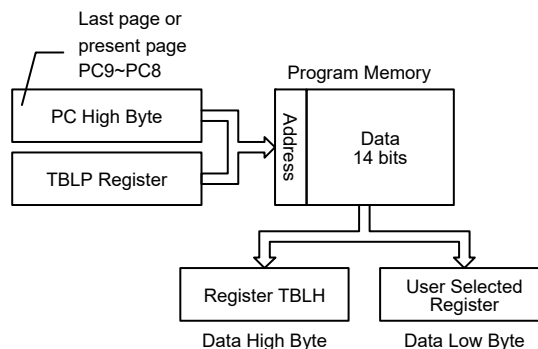 Last page or
present page
PC9~PC8
Program Memory
PC High Byte
TBLP Register
Address
Data
14 bits
Register TBLH
User Selected
Register
Data High Byte
Data Low Byte